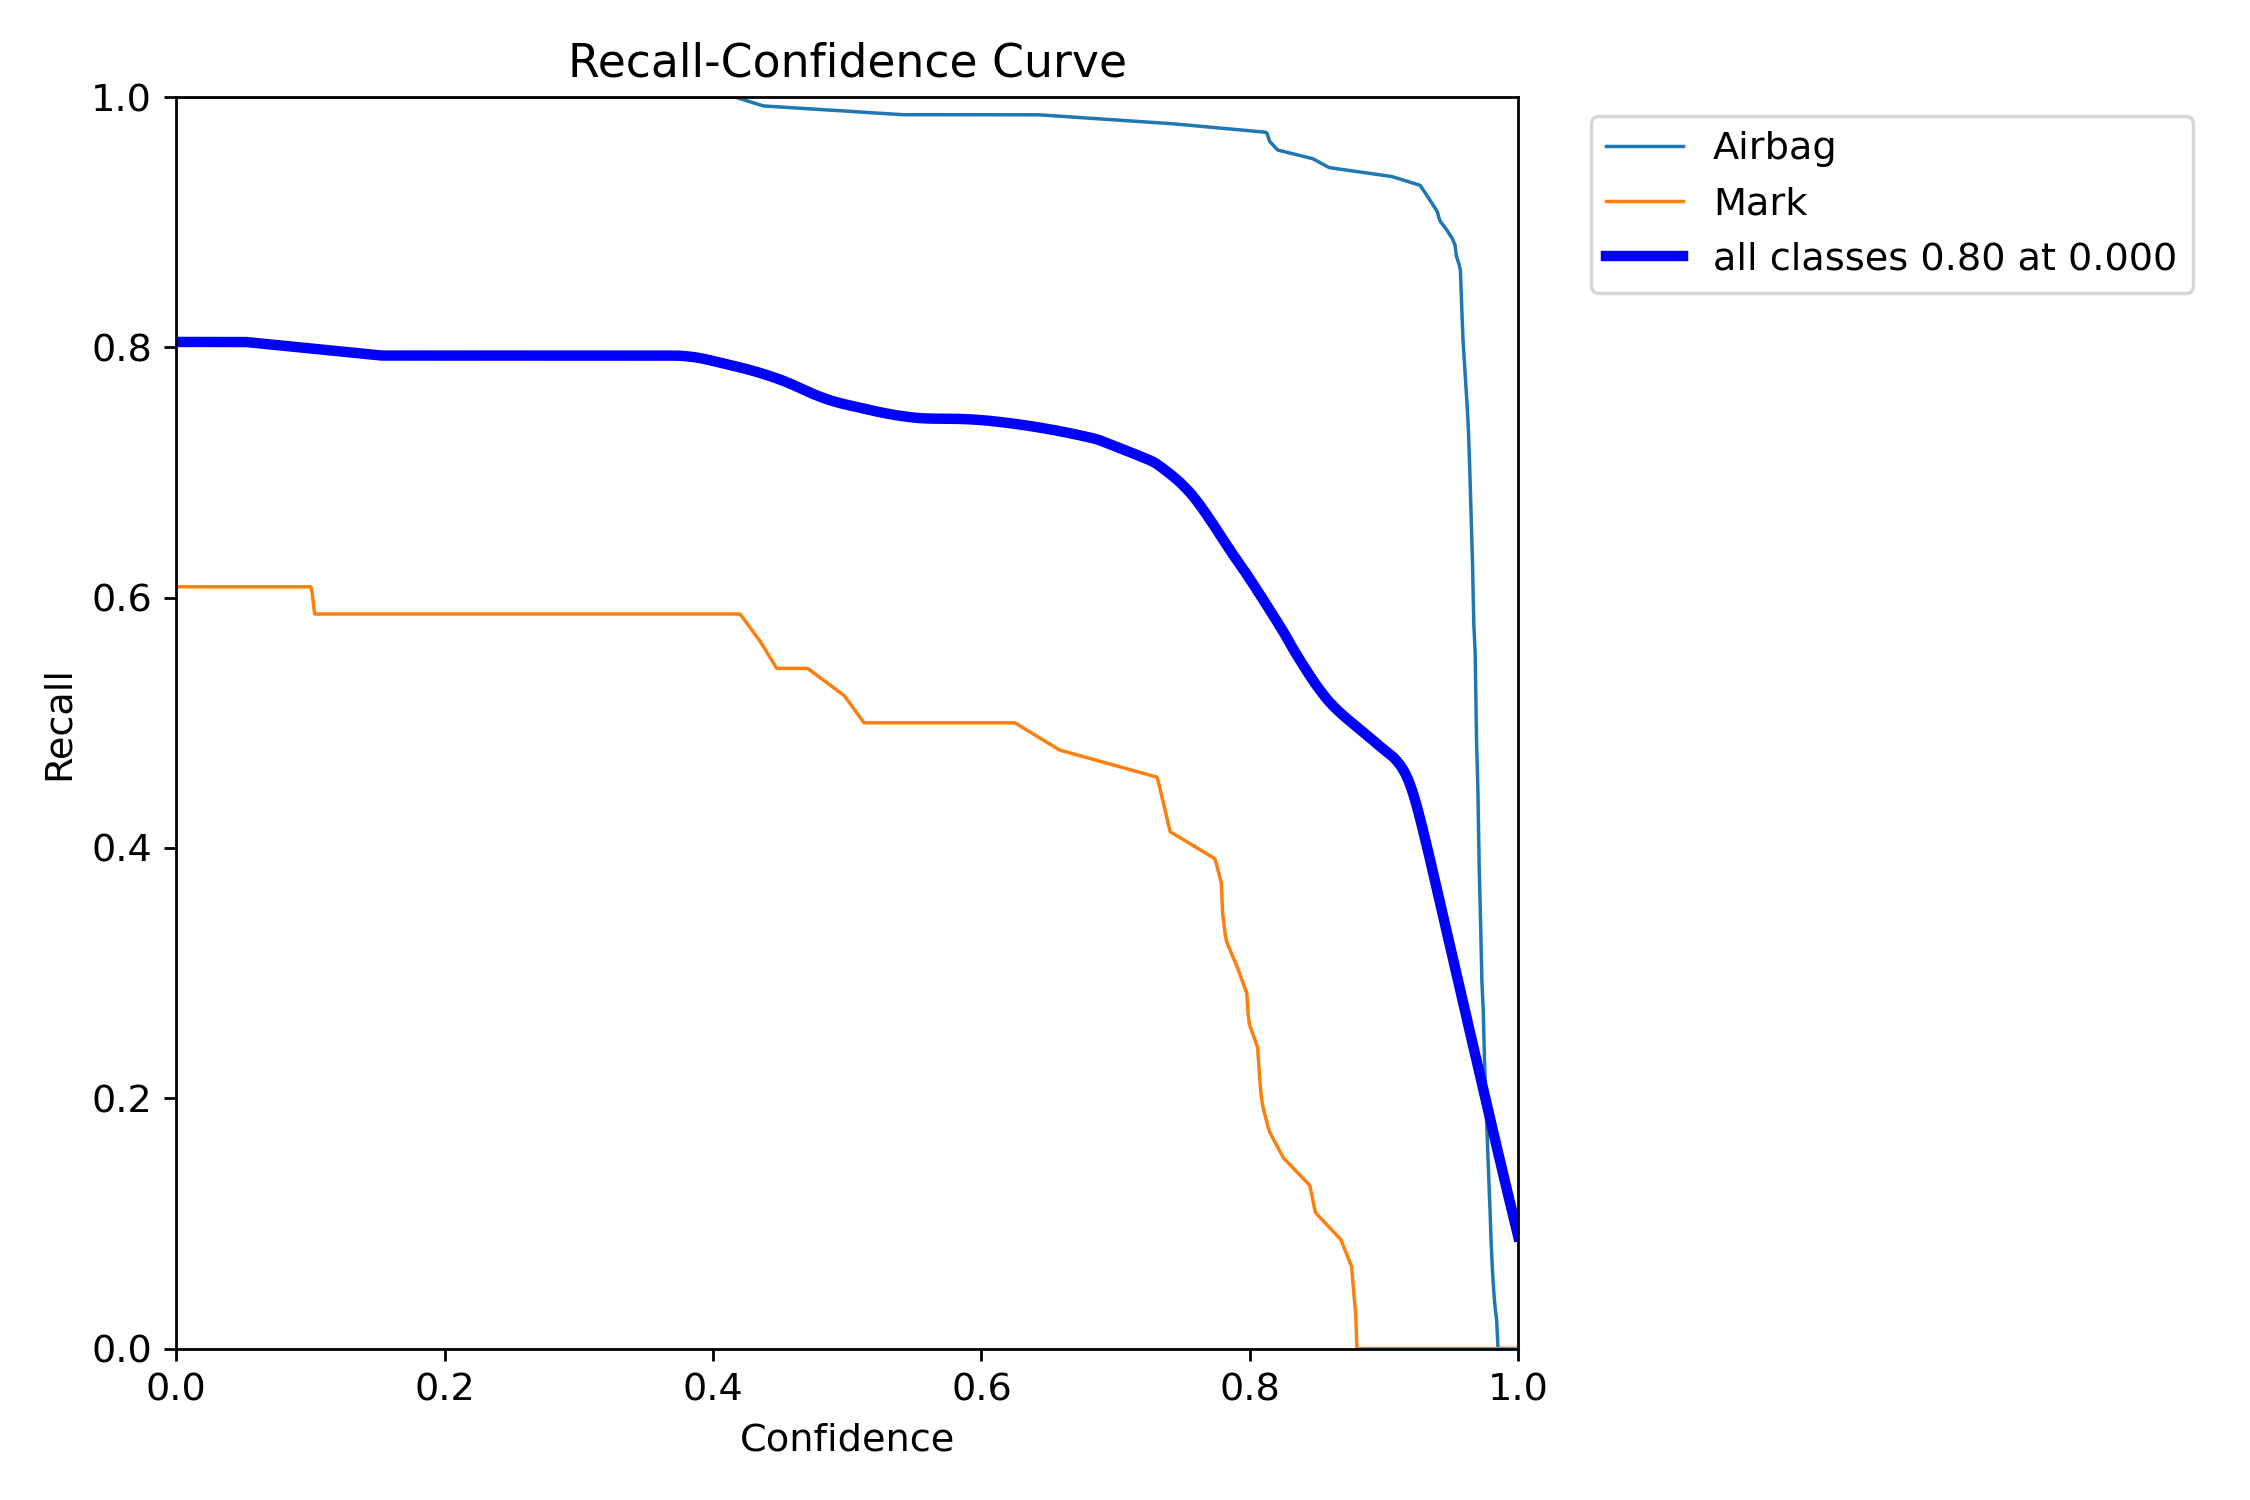 Recall-Confidence Curve
1.0
0.8
0.6
0.4
0.2
0.0
Recall
0.0 0.2 0.4 0.6 0.8 1.0
Confidence
Airbag
Mark
all classes 0.80 at 0.000